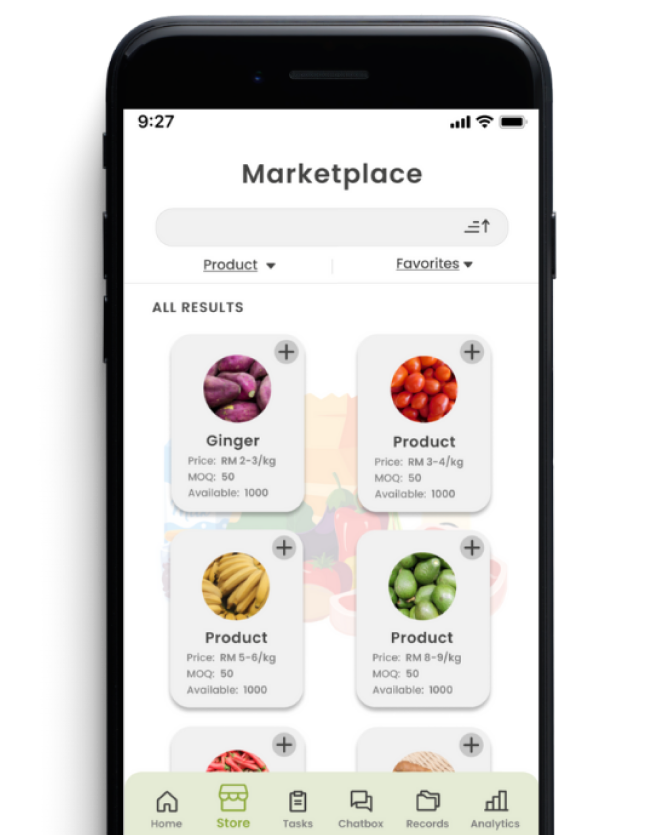 9:27
Marketplace
Product
Favorites
ALL RESULTS
Ginger
Price: RM 2-3/kg
MOQ: 50
Available: 1000
Product
Price: RM 3-4/kg
MOQ: 50
Available: 1000
Product
Price: RM 5-6/kg
MOQ: 50
Available: 1000
Product
Price: RM 8-9/kg
MOQ: 50
Available: 1000
Home
Store
Tasks
Chatbox
Records
Analytics